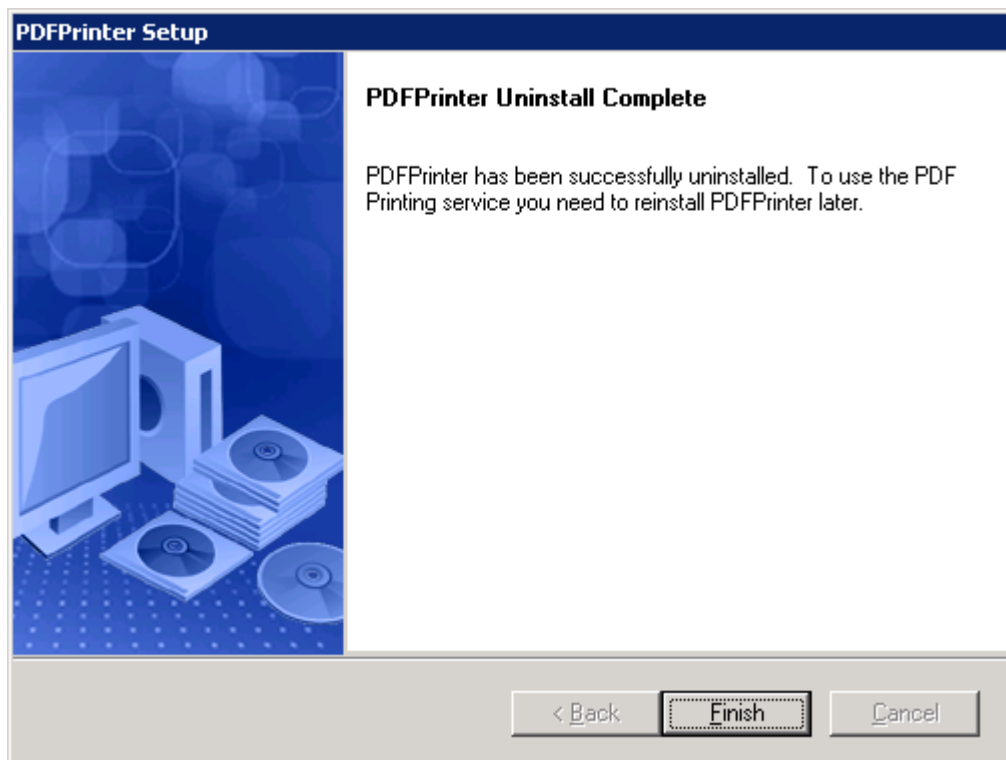 PDFPrinter Setup
PDFPrinter Uninstall Complete
PDFPrinter has been successfully uninstalled.  To use the PDF
Printing service you need to reinstall PDFPrinter later.
< Back
Finish
Cancel